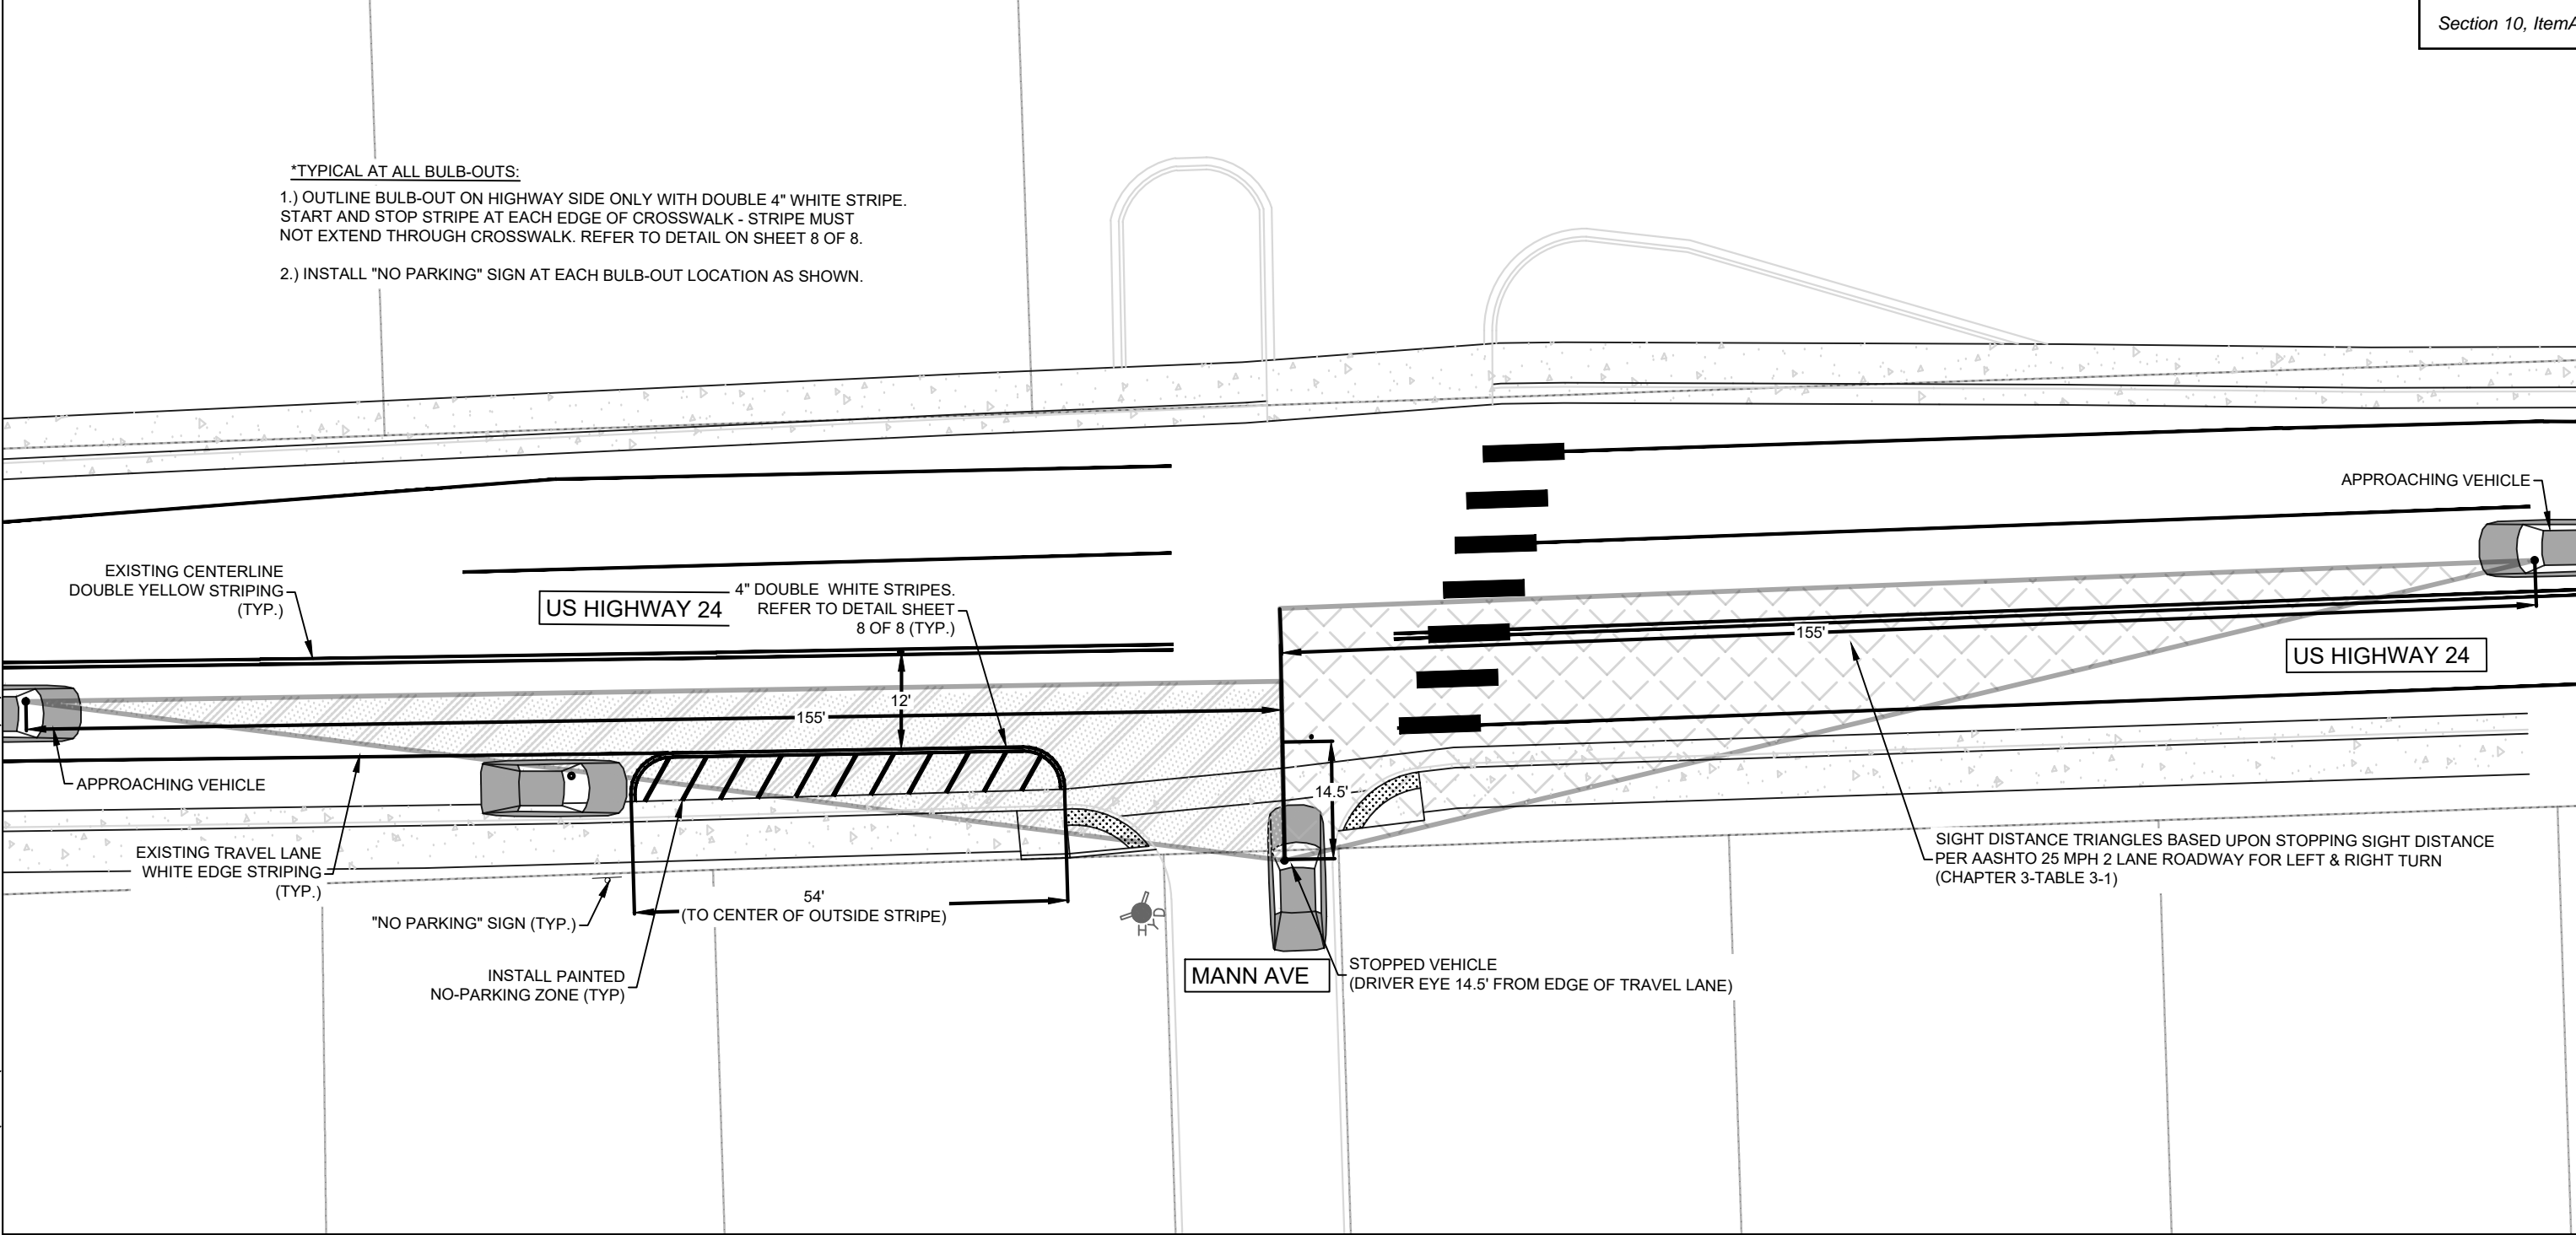 Section 10, ItemA
*TYPICAL AT ALL BULB-OUTS:
1.) OUTLINE BULB-OUT ON HIGHWAY SIDE ONLY WITH DOUBLE 4" WHITE STRIPE.
START AND STOP STRIPE AT EACH EDGE OF CROSSWALK - STRIPE MUST
NOT EXTEND THROUGH CROSSWALK. REFER TO DETAIL ON SHEET 8 OF 8.
2.) INSTALL "NO PARKING" SIGN AT EACH BULB-OUT LOCATION AS SHOWN.
APPROACHING VEHICLE
EXISTING CENTERLINE
DOUBLE YELLOW STRIPING
(TYP.)
US HIGHWAY 24
4" DOUBLE WHITE STRIPES.
REFER TO DETAIL SHEET
8 OF 8 (TYP.)
155'
US HIGHWAY 24
12'
155'
APPROACHING VEHICLE
14.5'
EXISTING TRAVEL LANE
WHITE EDGE STRIPING
(TYP.)
SIGHT DISTANCE TRIANGLES BASED UPON STOPPING SIGHT DISTANCE
PER AASHTO 25 MPH 2 LANE ROADWAY FOR LEFT & RIGHT TURN
(CHAPTER 3-TABLE 3-1)
54'
(TO CENTER OF OUTSIDE STRIPE)
"NO PARKING" SIGN (TYP.)
HYD
INSTALL PAINTED
NO-PARKING ZONE (TYP)
MANN AVE
STOPPED VEHICLE
(DRIVER EYE 14.5' FROM EDGE OF TRAVEL LANE)